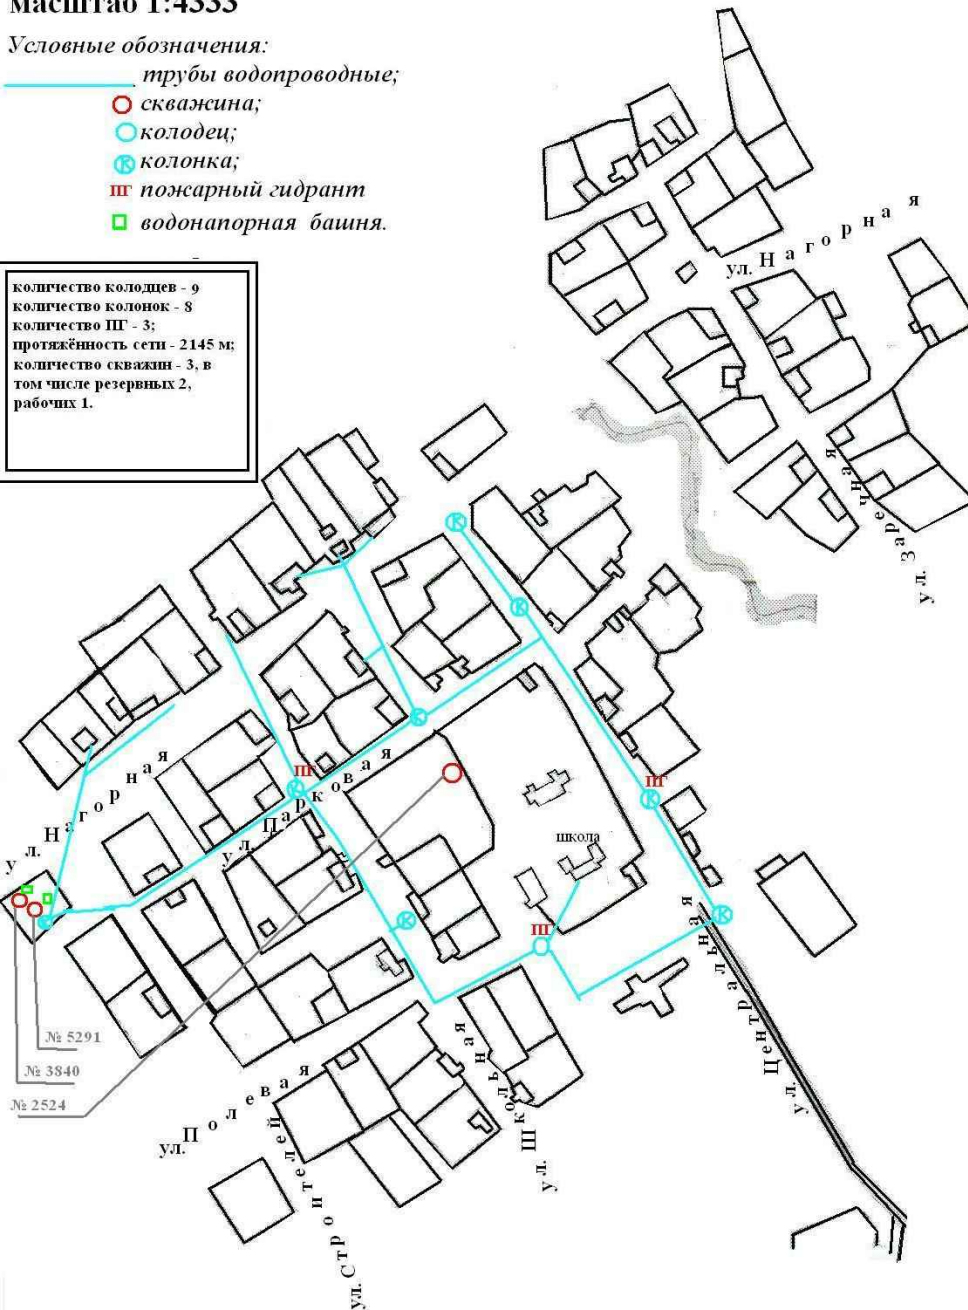 масштаб 1:4333
Условные обозначения:
трубы водопроводные;
скважина;
колодец;
К колонка;
ПГ пожарный гидрант
водонапорная башня.
количество колодцев - 9
количество колонок - 8
количество ПГ - 3;
протяжённость сети - 2145 м;
количество скважин - 3, в
том числе резервных 2,
рабочих 1.
ул. Нагорная
ул. Заречная
К
К
К
ПГ
К
ул. Парковая
ПГ
К
ул. Нагорная
школа
К
ПГ
К
ул. Центральная
№ 5291
№ 3840
№ 2524
ул. Полевая
ул. Строителей
ул. Школьная